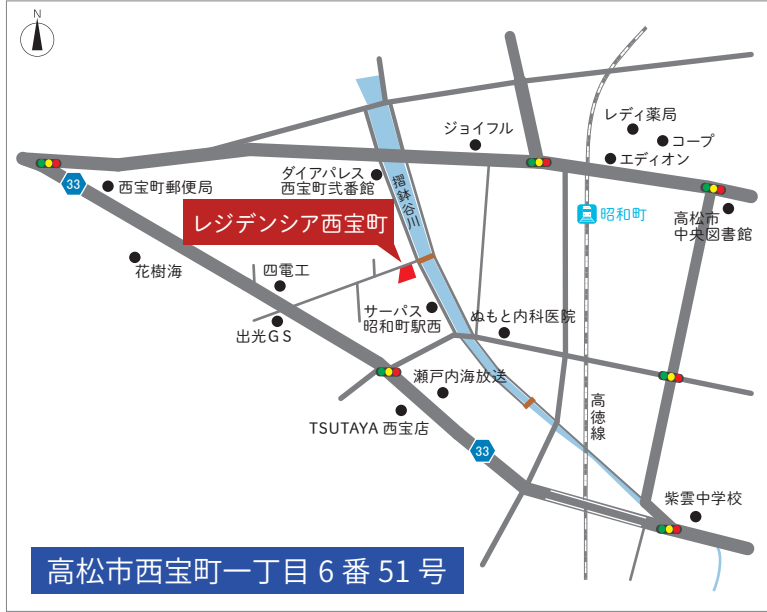 N
レディ薬局
ジョイフル
コープ
エディオン
ダイアパレス
西宝町弐番館
33
西宝町郵便局
摺鉢谷川
レジデンシア西宝町
昭和町
高松市
中央図書館
花樹海
四電工
サーパス
昭和町駅西
ぬもと内科医院
出光GS
瀬戸内海放送
高徳線
TSUTAYA 西宝店
33
紫雲中学校
高松市西宝町一丁目 6 番 51 号